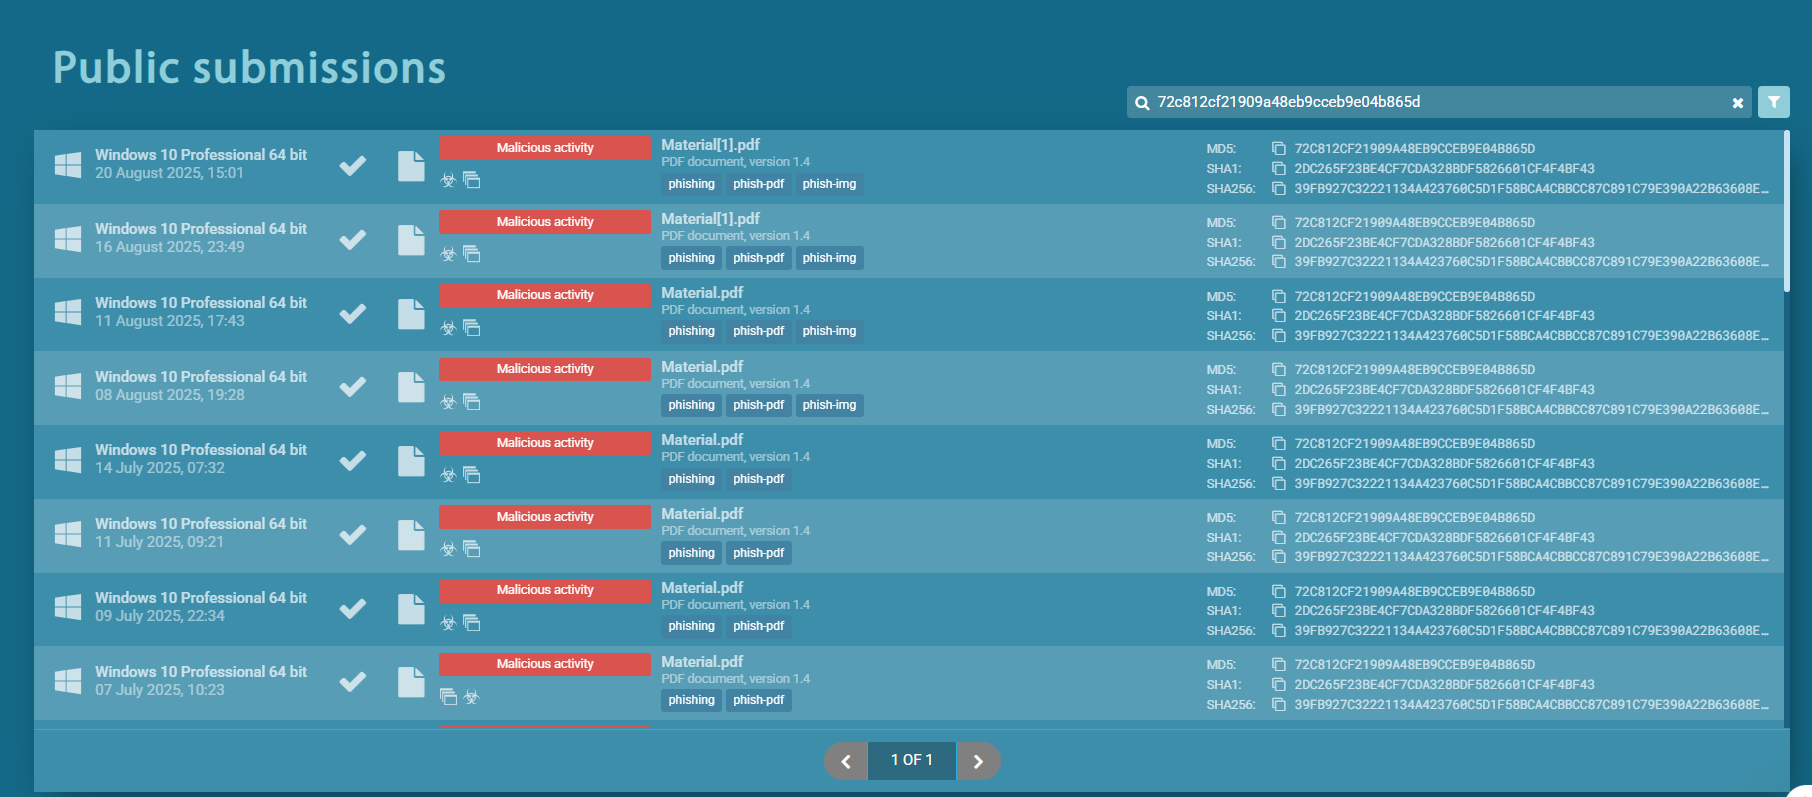 Public submissions
72c812cf21909a48eb9cceb9e04b865d
Windows 10 Professional 64 bit
20 August 2025, 15:01
Malicious activity
Material[1].pdf
PDF document, version 1.4
phishing phish-pdf phish-img
MD5: 72C812CF21909A48EB9CCEB9E04B865D
SHA1: 2DC265F23BE4CF7CDA328BDF5826601CF4F4BF43
SHA256: 39FB927C32221134A423760C5D1F58BCA4CBBCC87C891C79E390A22B63608E…
Windows 10 Professional 64 bit
16 August 2025, 23:49
Malicious activity
Material[1].pdf
PDF document, version 1.4
phishing phish-pdf phish-img
MD5: 72C812CF21909A48EB9CCEB9E04B865D
SHA1: 2DC265F23BE4CF7CDA328BDF5826601CF4F4BF43
SHA256: 39FB927C32221134A423760C5D1F58BCA4CBBCC87C891C79E390A22B63608E…
Windows 10 Professional 64 bit
11 August 2025, 17:43
Malicious activity
Material.pdf
PDF document, version 1.4
phishing phish-pdf phish-img
MD5: 72C812CF21909A48EB9CCEB9E04B865D
SHA1: 2DC265F23BE4CF7CDA328BDF5826601CF4F4BF43
SHA256: 39FB927C32221134A423760C5D1F58BCA4CBBCC87C891C79E390A22B63608E…
Windows 10 Professional 64 bit
08 August 2025, 19:28
Malicious activity
Material.pdf
PDF document, version 1.4
phishing phish-pdf phish-img
MD5: 72C812CF21909A48EB9CCEB9E04B865D
SHA1: 2DC265F23BE4CF7CDA328BDF5826601CF4F4BF43
SHA256: 39FB927C32221134A423760C5D1F58BCA4CBBCC87C891C79E390A22B63608E…
Windows 10 Professional 64 bit
14 July 2025, 07:32
Malicious activity
Material.pdf
PDF document, version 1.4
phishing phish-pdf
MD5: 72C812CF21909A48EB9CCEB9E04B865D
SHA1: 2DC265F23BE4CF7CDA328BDF5826601CF4F4BF43
SHA256: 39FB927C32221134A423760C5D1F58BCA4CBBCC87C891C79E390A22B63608E…
Windows 10 Professional 64 bit
11 July 2025, 09:21
Malicious activity
Material.pdf
PDF document, version 1.4
phishing phish-pdf
MD5: 72C812CF21909A48EB9CCEB9E04B865D
SHA1: 2DC265F23BE4CF7CDA328BDF5826601CF4F4BF43
SHA256: 39FB927C32221134A423760C5D1F58BCA4CBBCC87C891C79E390A22B63608E…
Windows 10 Professional 64 bit
09 July 2025, 22:34
Malicious activity
Material.pdf
PDF document, version 1.4
phishing phish-pdf
MD5: 72C812CF21909A48EB9CCEB9E04B865D
SHA1: 2DC265F23BE4CF7CDA328BDF5826601CF4F4BF43
SHA256: 39FB927C32221134A423760C5D1F58BCA4CBBCC87C891C79E390A22B63608E…
Windows 10 Professional 64 bit
07 July 2025, 10:23
Malicious activity
Material.pdf
PDF document, version 1.4
phishing phish-pdf
MD5: 72C812CF21909A48EB9CCEB9E04B865D
SHA1: 2DC265F23BE4CF7CDA328BDF5826601CF4F4BF43
SHA256: 39FB927C32221134A423760C5D1F58BCA4CBBCC87C891C79E390A22B63608E…
1 OF 1